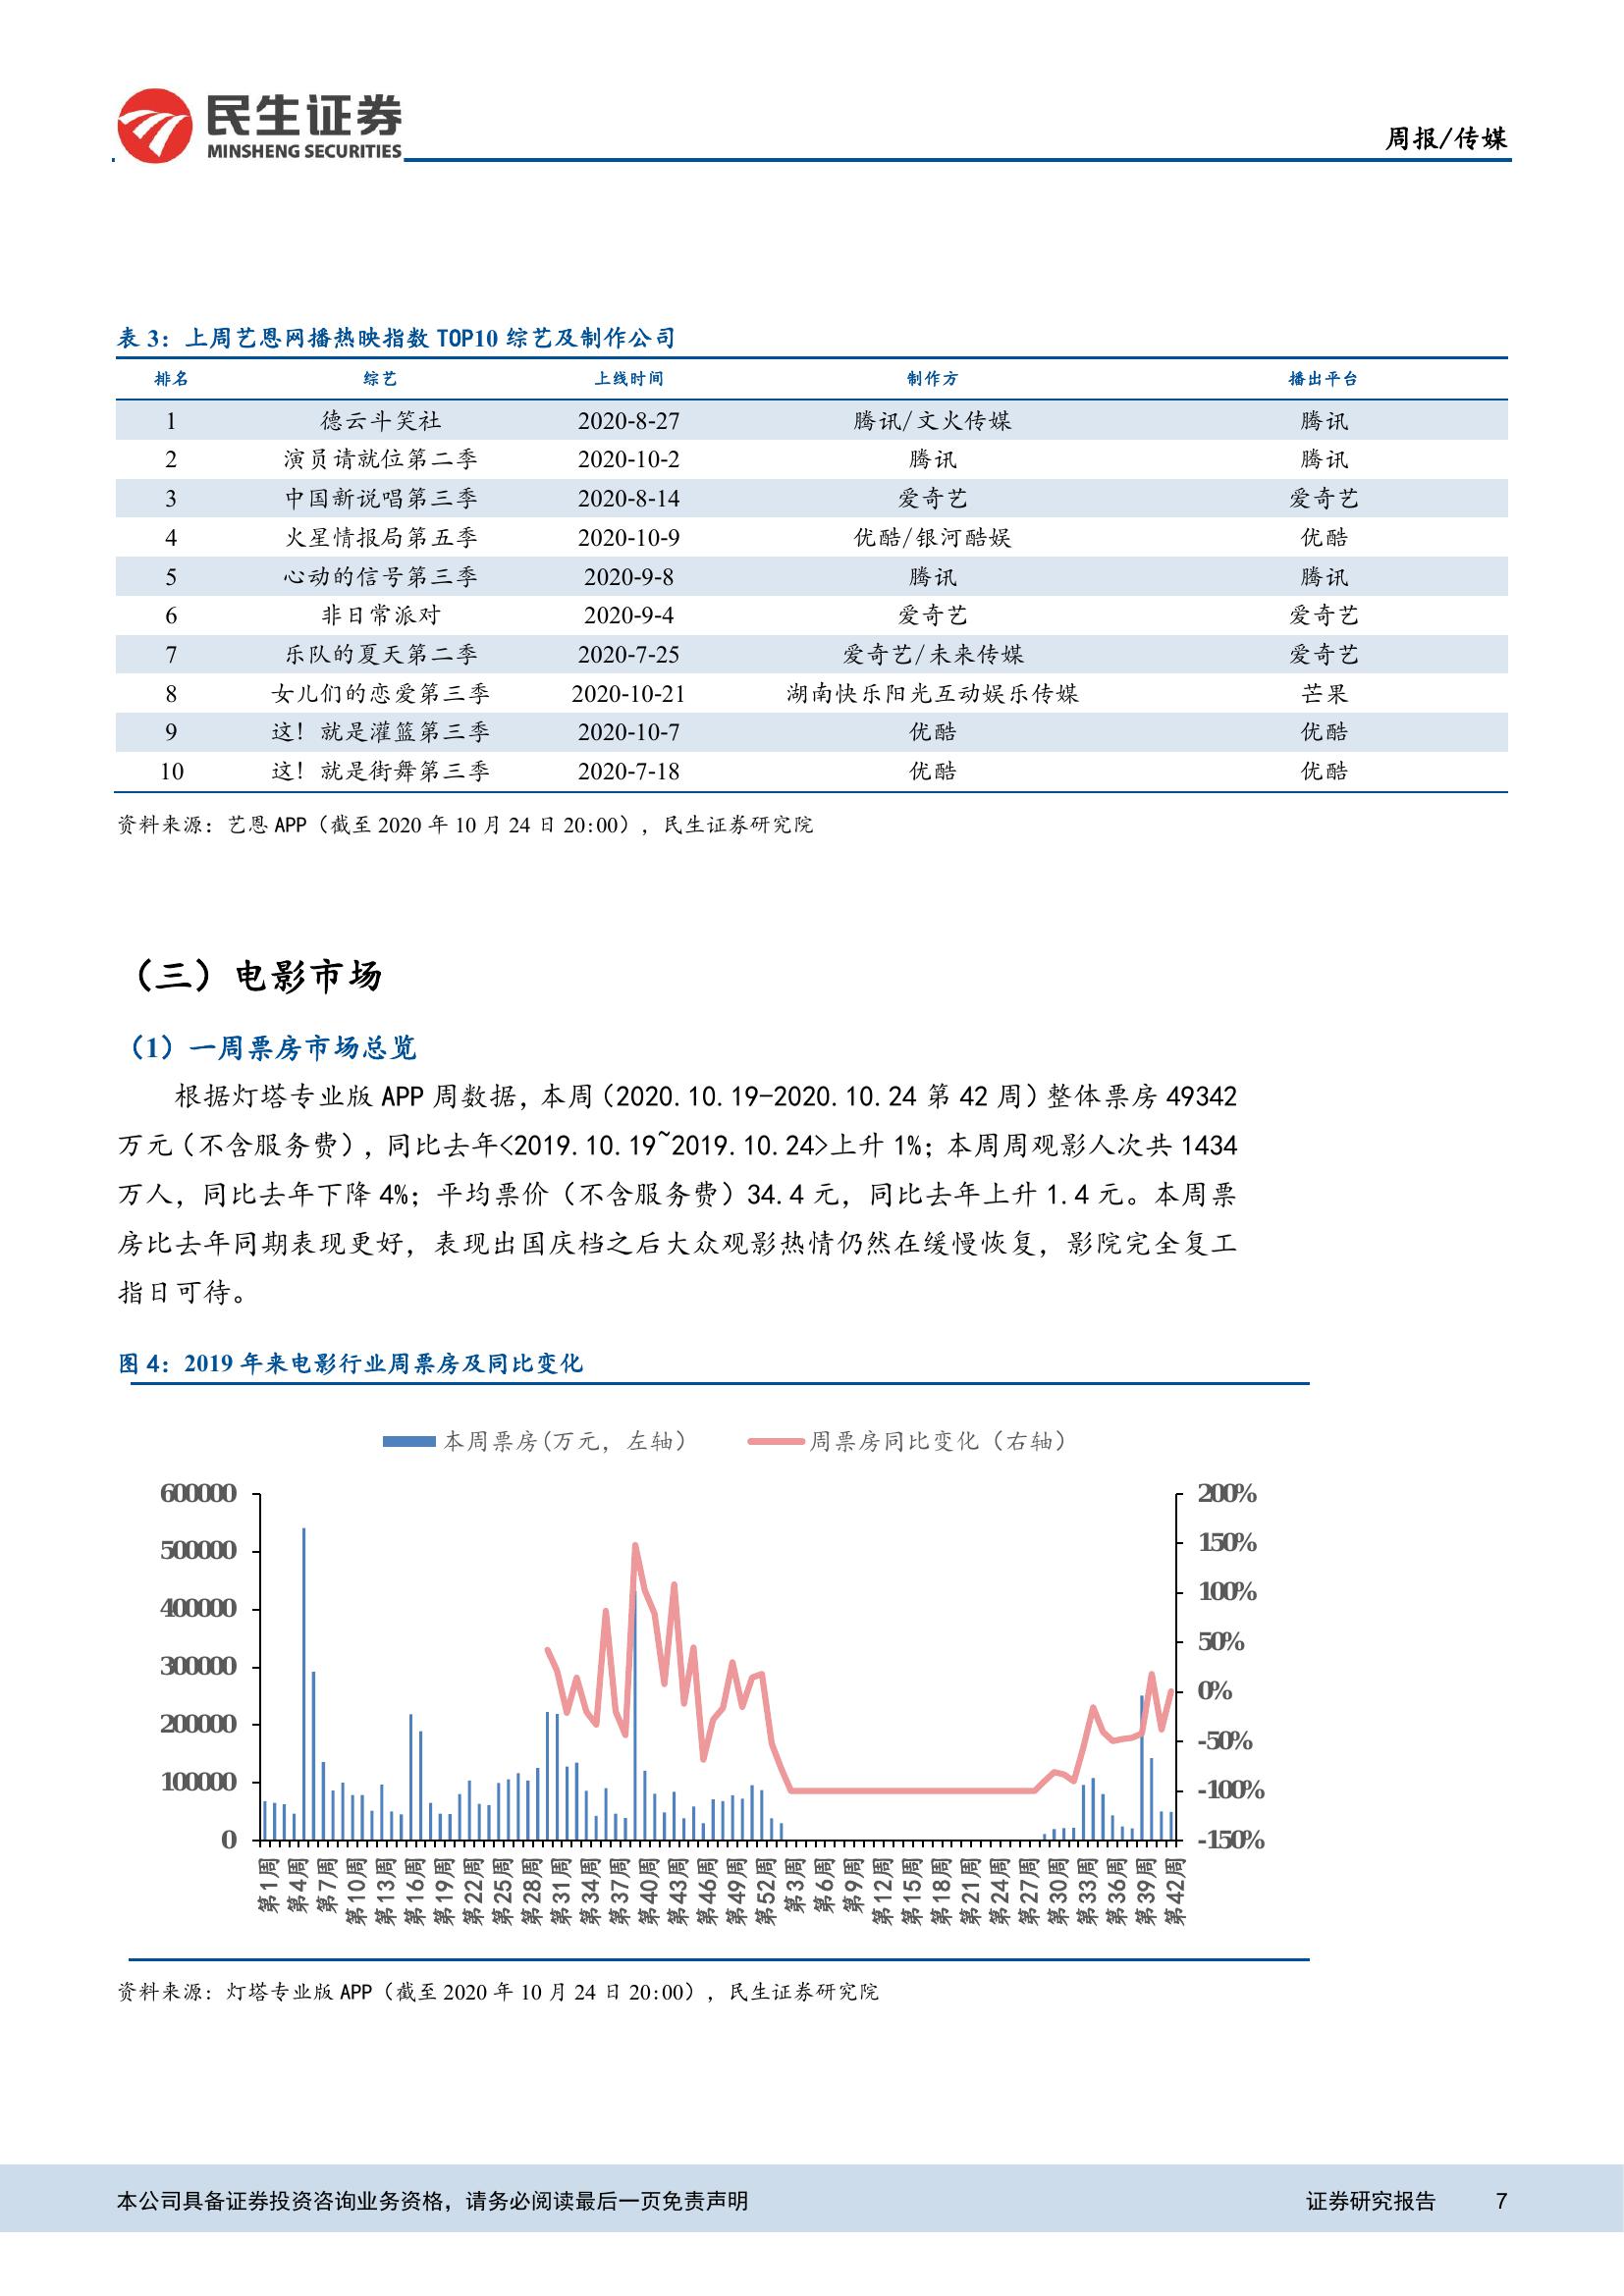 民生证券
MINSHENG SECURITIES
周报/传媒
表 3：上周艺恩网播热映指数 TOP10 综艺及制作公司
排名 综艺 上线时间 制作方 播出平台
1 德云斗笑社 2020-8-27 腾讯/文火传媒 腾讯
2 演员请就位第二季 2020-10-2 腾讯 腾讯
3 中国新说唱第三季 2020-8-14 爱奇艺 爱奇艺
4 火星情报局第五季 2020-10-9 优酷/银河酷娱 优酷
5 心动的信号第三季 2020-9-8 腾讯 腾讯
6 非日常派对 2020-9-4 爱奇艺 爱奇艺
7 乐队的夏天第二季 2020-7-25 爱奇艺/未来传媒 爱奇艺
8 女儿们的恋爱第三季 2020-10-21 湖南快乐阳光互动娱乐传媒 芒果
9 这！就是灌篮第三季 2020-10-7 优酷 优酷
10 这！就是街舞第三季 2020-7-18 优酷 优酷
资料来源：艺恩 APP（截至 2020 年 10 月 24 日 20:00），民生证券研究院
（三）电影市场
（1）一周票房市场总览
根据灯塔专业版 APP 周数据，本周（2020.10.19-2020.10.24 第 42 周）整体票房 49342
万元（不含服务费），同比去年<2019.10.19~2019.10.24>上升 1%；本周周观影人次共 1434
万人，同比去年下降 4%；平均票价（不含服务费）34.4 元，同比去年上升 1.4 元。本周票
房比去年同期表现更好，表现出国庆档之后大众观影热情仍然在缓慢恢复，影院完全复工
指日可待。
图 4：2019 年来电影行业周票房及同比变化
本周票房(万元，左轴） 周票房同比变化（右轴）
600000 200%
500000 150%
400000 100%
300000 50%
200000 0%
100000 -50%
0 -100%
-150%
第1周 第4周 第7周 第10周 第13周 第16周 第19周 第22周 第25周 第28周 第31周 第34周 第37周 第40周 第43周 第46周 第49周 第52周 第3周 第6周 第9周 第12周 第15周 第18周 第21周 第24周 第27周 第30周 第33周 第36周 第39周 第42周
资料来源：灯塔专业版 APP（截至 2020 年 10 月 24 日 20:00），民生证券研究院
本公司具备证券投资咨询业务资格，请务必阅读最后一页免责声明 证券研究报告 7